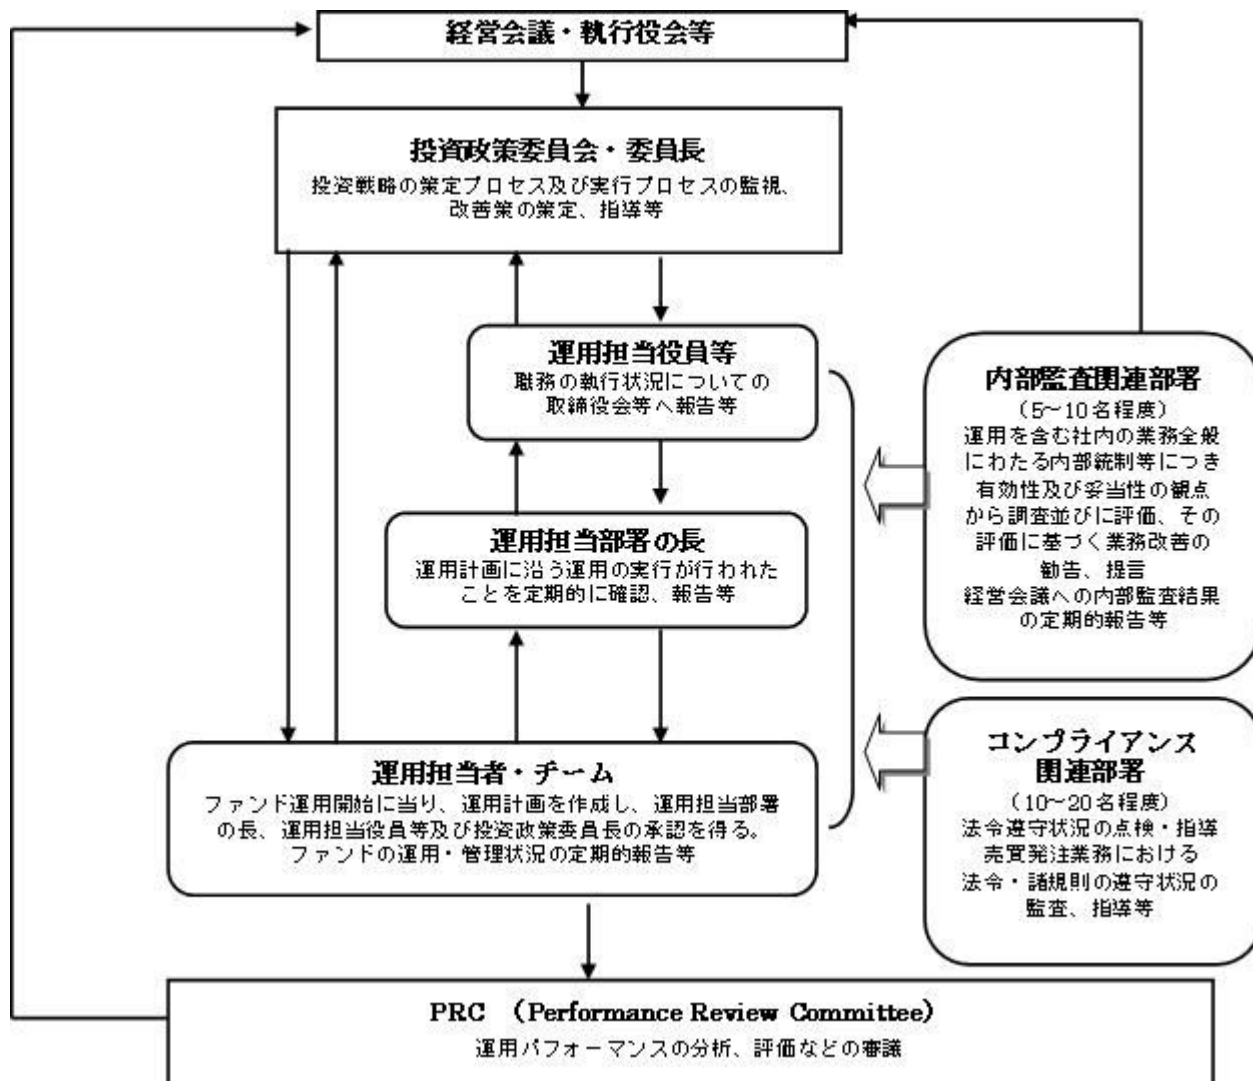 経営会議・執行役会等
投資政策委員会・委員長
投資戦略の策定プロセス及び実行プロセスの監視、
改善策の策定、指導等
運用担当役員等
職務の執行状況についての
取締役会等へ報告等
運用担当部署の長
運用計画に沿う運用の実行が行われた
ことを定期的に確認、報告等
運用担当者・チーム
ファンド運用開始に当り、運用計画を作成し、運用担当部署
の長、運用担当役員等及び投資政策委員長の承認を得る。
ファンドの運用・管理状況の定期的報告等
内部監査関連部署
（5～10名程度）
運用を含む社内の業務全般
にわたる内部統制等につき
有効性及び妥当性の観点
から調査並びに評価、その
評価に基づく業務改善の
勧告、提言
経営会議への内部監査結果
の定期的報告等
コンプライアンス
関連部署
（10～20名程度）
法令遵守状況の点検・指導
売買発注業務における
法令・諸規則の遵守状況の
監査、指導等
PRC （Performance Review Committee）
運用パフォーマンスの分析、評価などの審議